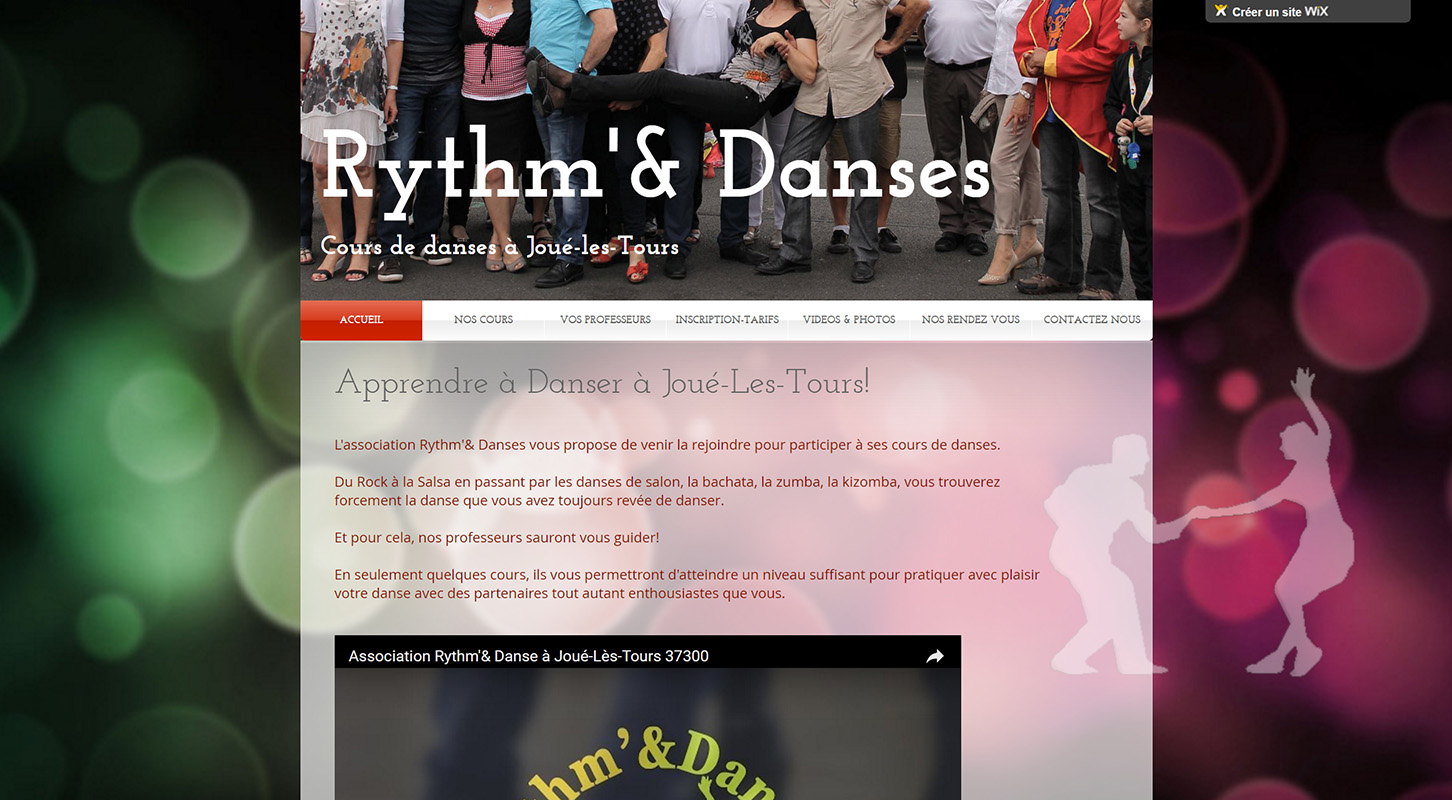 Créer un site WiX
Rythm'& Danses
Cours de danses à Joué-les-Tours
ACCUEIL NOS COURS VOS PROFESSEURS INSCRIPTION-TARIFS VIDEOS & PHOTOS NOS RENDEZ VOUS CONTACTEZ NOUS
Apprendre à Danser à Joué-Les-Tours!
L'association Rythm'& Danses vous propose de venir la rejoindre pour participer à ses cours de danses.
Du Rock à la Salsa en passant par les danses de salon, la bachata, la zumba, la kizomba, vous trouverez
forcement la danse que vous avez toujours revée de danser.
Et pour cela, nos professeurs sauront vous guider!
En seulement quelques cours, ils vous permettront d'atteindre un niveau suffisant pour pratiquer avec plaisir
votre danse avec des partenaires tout autant enthousiastes que vous.
Association Rythm'& Danse à Joué-Lès-Tours 37300